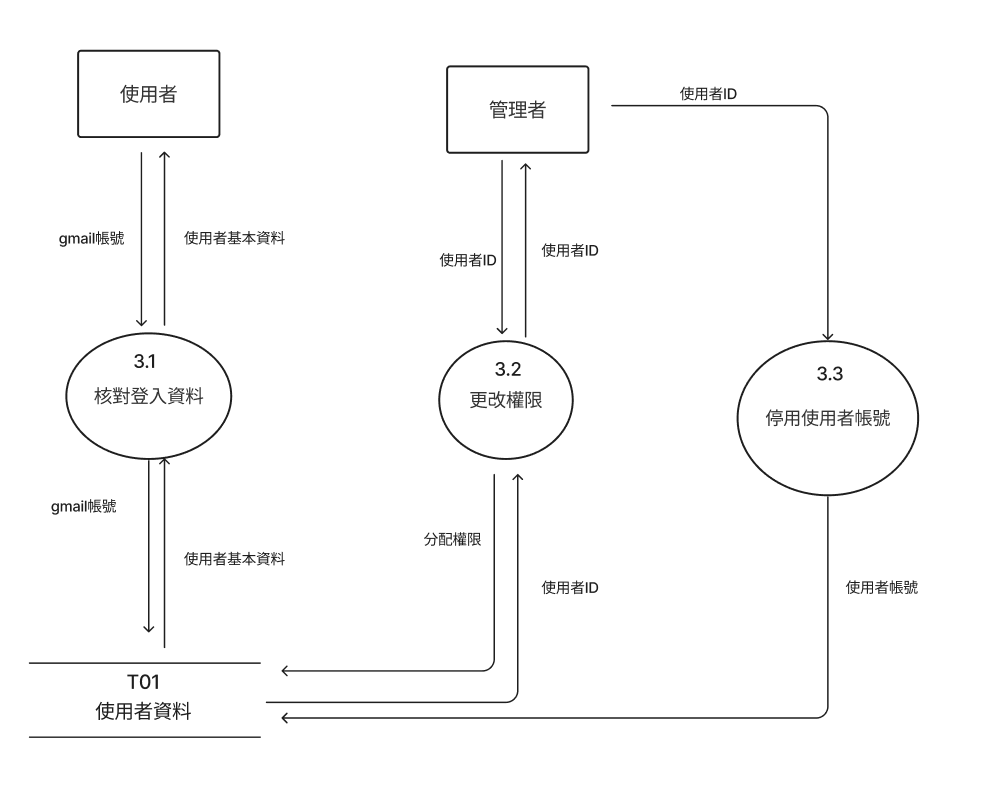 使用者
管理者
使用者ID
gmail帳號
使用者基本資料
使用者ID
使用者ID
3.1
核對登入資料
3.2
更改權限
3.3
停用使用者帳號
gmail帳號
使用者基本資料
分配權限
使用者ID
使用者帳號
T01
使用者資料